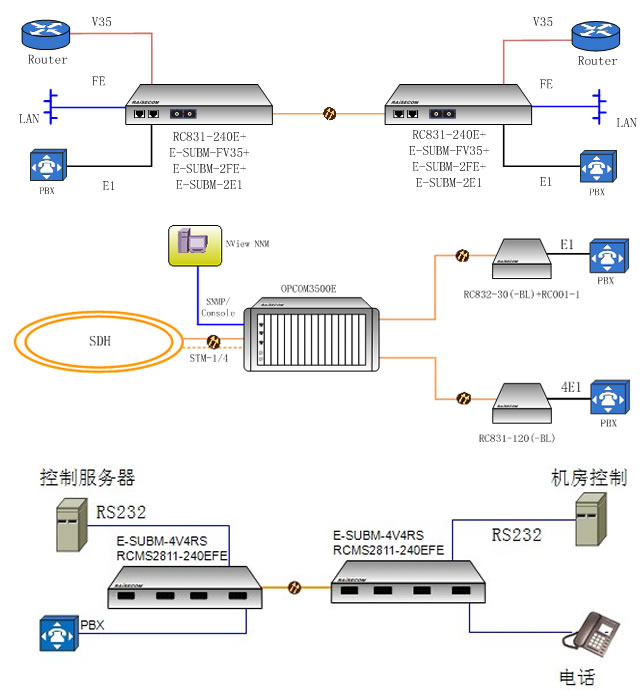 V35
V35
Router
Router
FE
FE
LAN
LAN
RAISECOM
RAISECOM
RC831-240E+
E-SUBM-FV35+
E-SUBM-2FE+
E-SUBM-2E1
RC831-240E+
E-SUBM-FV35+
E-SUBM-2FE+
E-SUBM-2E1
PBX
E1
E1
PBX
NView NNM
SNMP/
Console
OPCOM3500E
SDH
STM-1/4
RAISECOM
E1
PBX
RC832-30(-BL)+RC001-1
RAISECOM
4E1
PBX
RC831-120(-BL)
控制服务器
机房控制
RS232
RS232
E-SUBM-4V4RS
RCMS2811-240EFE
E-SUBM-4V4RS
RCMS2811-240EFE
RAISECOM
RAISECOM
PBX
电话